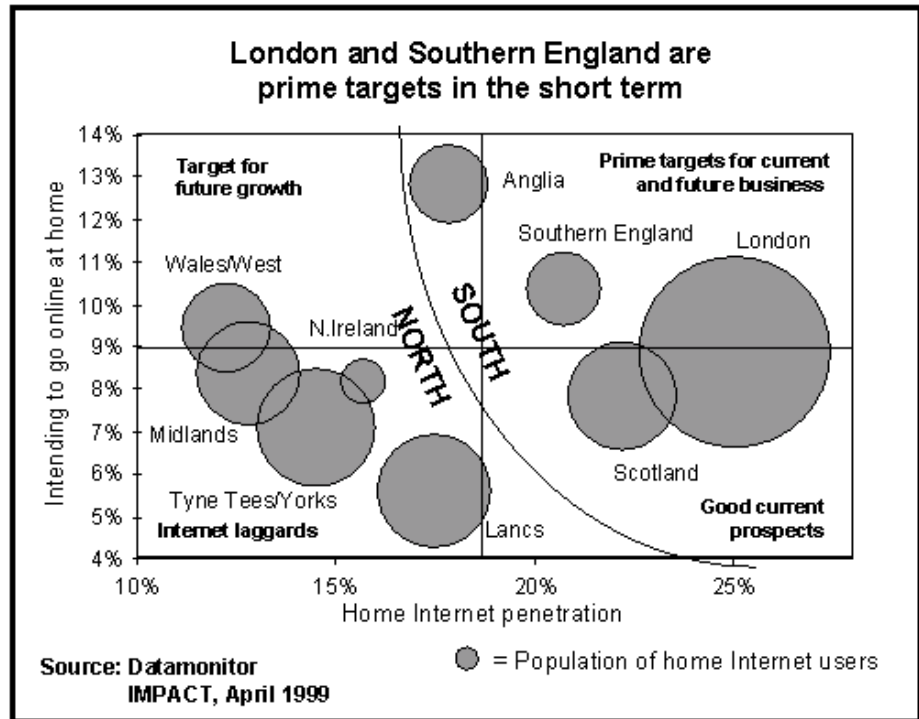 London and Southern England are
prime targets in the short term
14%
13%
12%
11%
10%
9%
8%
7%
6%
5%
4%
Intending to go online at home
Target for
future growth
Prime targets for current
and future business
Anglia
Southern England
London
Wales/West
N.Ireland
NORTH
SOUTH
Midlands
Tyne Tees/Yorks
Scotland
Internet laggards
Lancs
Good current
prospects
10%
15%
20%
25%
Home Internet penetration
= Population of home Internet users
Source: Datamonitor
IMPACT, April 1999